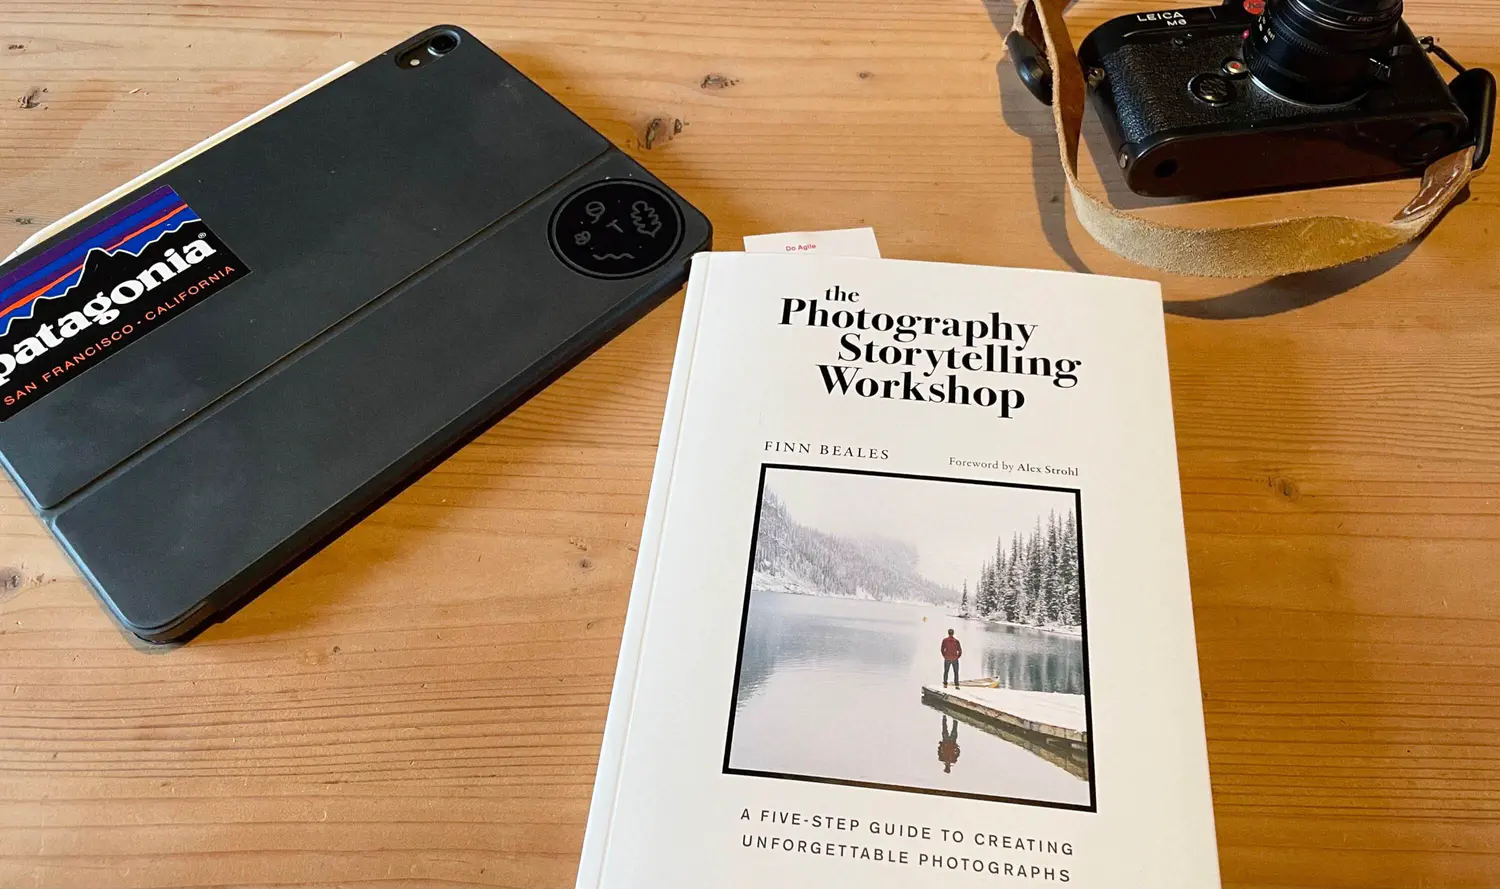 LEICA
M6
patagonia®
SAN FRANCISCO · CALIFORNIA
Do Agile
the
Photography
Storytelling
Workshop
FINN BEALES
Foreword by Alex Strohl
A FIVE-STEP GUIDE TO CREATING
UNFORGETTABLE PHOTOGRAPHS